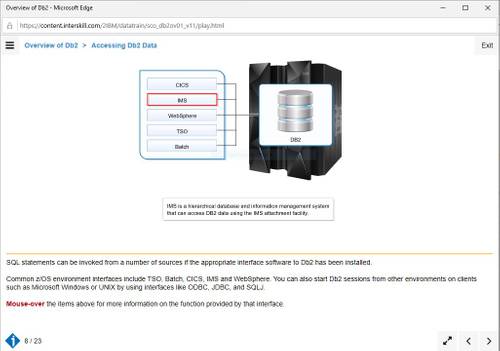 Overview of Db2 - Microsoft Edge
https://content.interskill.com/2IBM/datatrain/sco_db2ov01_v11/play.html
Overview of Db2 > Accessing Db2 Data
Exit
CICS
IMS
WebSphere
TSO
Batch
DB2
IMS is a hierarchical database and information management system
that can access DB2 data using the IMS attachment facility.
SQL statements can be invoked from a number of sources if the appropriate interface software to Db2 has been installed.
Common z/OS environment interfaces include TSO, Batch, CICS, IMS and WebSphere. You can also start Db2 sessions from other environments on clients
such as Microsoft Windows or UNIX by using interfaces like ODBC, JDBC, and SQLJ.
Mouse-over the items above for more information on the function provided by that interface.
8 / 23